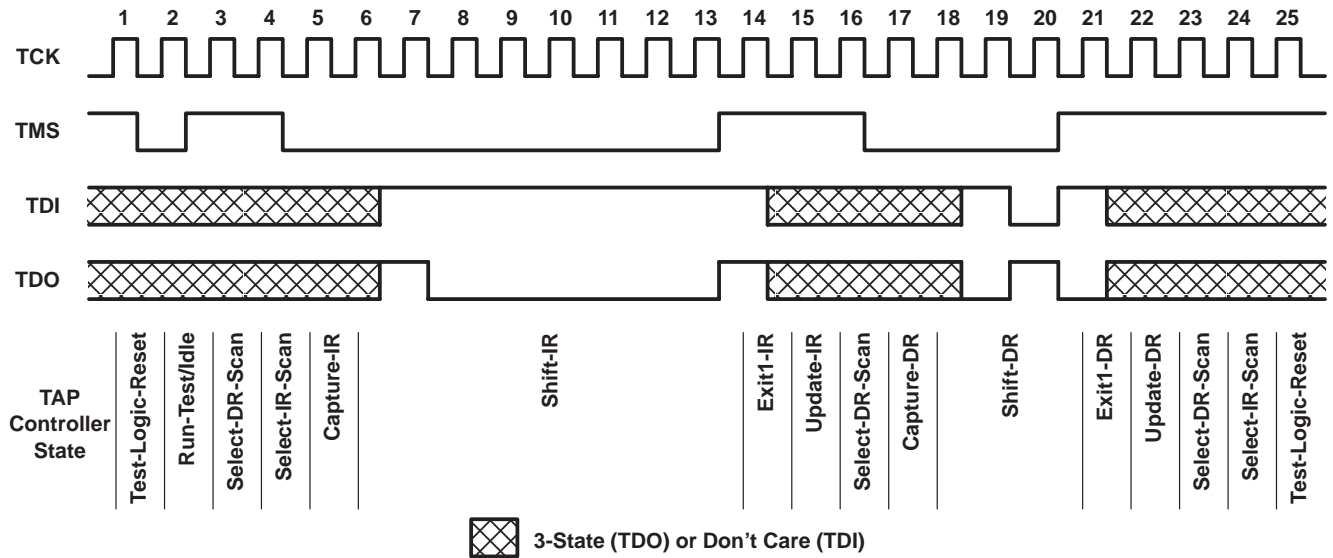 1 2 3 4 5 6 7 8 9 10 11 12 13 14 15 16 17 18 19 20 21 22 23 24 25
TCK
TMS
TDI
TDO
TAP
Controller
State
Test-Logic-Reset
Run-Test/Idle
Select-DR-Scan
Select-IR-Scan
Capture-IR
Shift-IR
Exit1-IR
Update-IR
Select-DR-Scan
Capture-DR
Shift-DR
Exit1-DR
Update-DR
Select-DR-Scan
Select-IR-Scan
Test-Logic-Reset
3-State (TDO) or Don't Care (TDI)